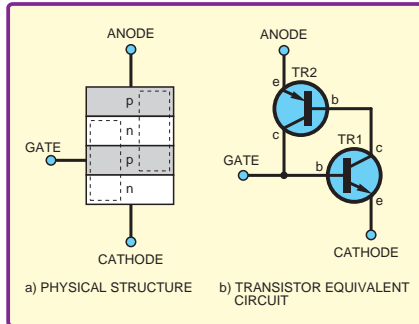 ANODE
p
n
GATE
p
n
CATHODE
a) PHYSICAL STRUCTURE
ANODE
TR2
e
b
c
TR1
GATE
b
c
e
CATHODE
b) TRANSISTOR EQUIVALENT
CIRCUIT